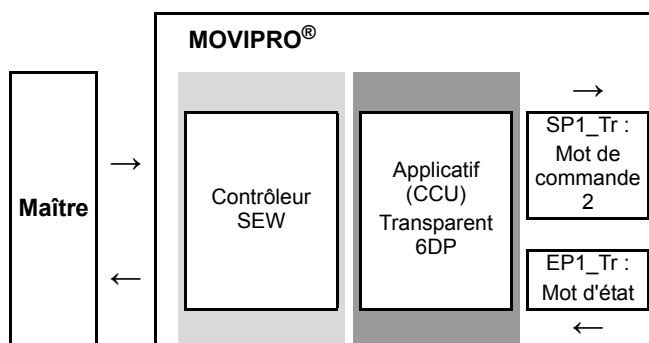 MOVIPRO®
Maître
→
←
Contrôleur
SEW
Applicatif
(CCU)
Transparent
6DP
→
SP1_Tr :
Mot de
commande
2
EP1_Tr :
Mot d'état
←